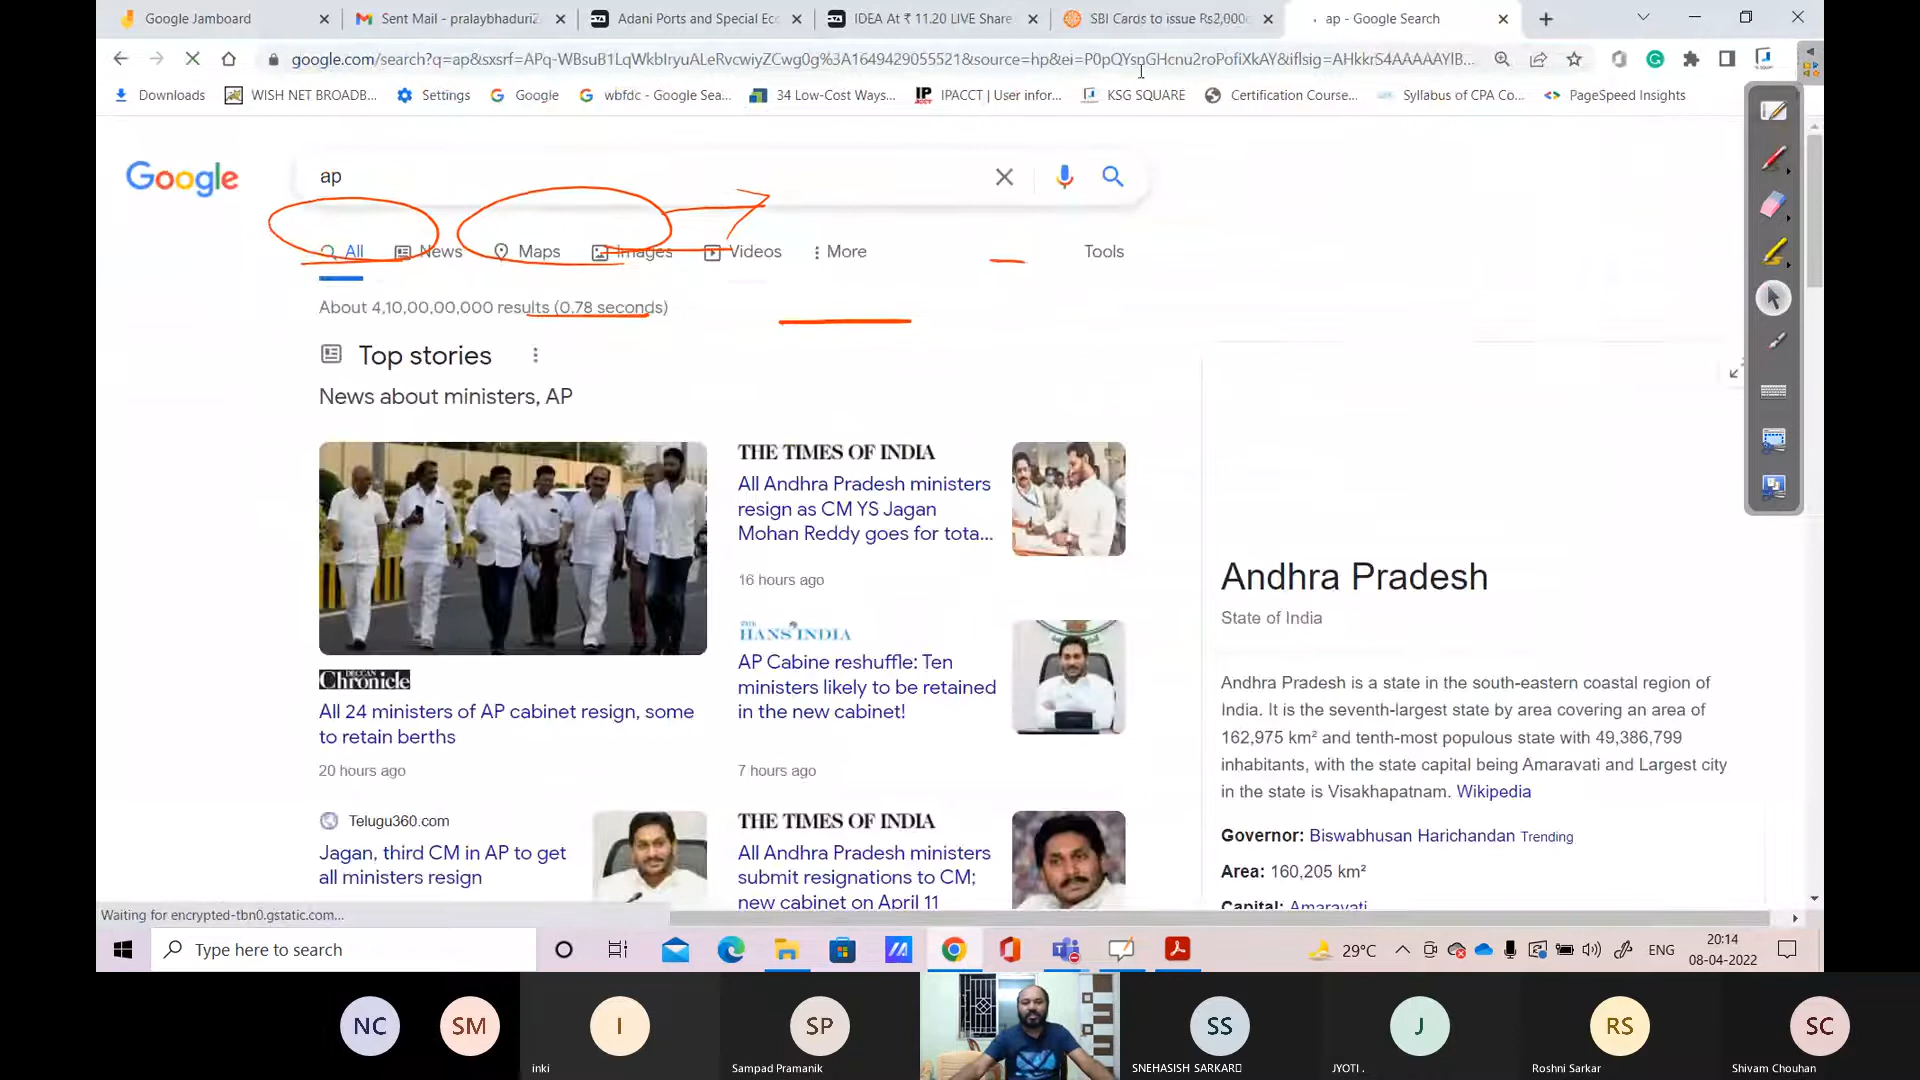 Google Jamboard
Sent Mail - pralaybhaduri2
Adani Ports and Special Ec
IDEA At ₹ 11.20 LIVE Share
SBI Cards to issue Rs2,000c
ap - Google Search
google.com/search?q=ap&sxsrf=APq-WBsuB1LqWkbIryuALeRvcwiyZCwg0g%3A1649429055521&source=hp&ei=P0pQYsnGHcnu2roPofiXkAY&iflsig=AHkkrS4AAAAAYlB...
Downloads
WISH NET BROADB...
Settings
Google
wbfdc - Google Sea...
34 Low-Cost Ways...
IPACCT | User infor...
KSG SQUARE
Certification Course...
Syllabus of CPA Co...
PageSpeed Insights
Google
ap
All
News
Maps
Images
Videos
More
Tools
About 4,10,00,00,000 results (0.78 seconds)
Top stories
News about ministers, AP
DECCAN
Chronicle
All 24 ministers of AP cabinet resign, some
to retain berths
20 hours ago
THE TIMES OF INDIA
All Andhra Pradesh ministers
resign as CM YS Jagan
Mohan Reddy goes for tota...
16 hours ago
THE HANS INDIA
AP Cabine reshuffle: Ten
ministers likely to be retained
in the new cabinet!
7 hours ago
Telugu360.com
Jagan, third CM in AP to get
all ministers resign
THE TIMES OF INDIA
All Andhra Pradesh ministers
submit resignations to CM;
new cabinet on April 11
Andhra Pradesh
State of India
Andhra Pradesh is a state in the south-eastern coastal region of
India. It is the seventh-largest state by area covering an area of
162,975 km² and tenth-most populous state with 49,386,799
inhabitants, with the state capital being Amaravati and Largest city
in the state is Visakhapatnam. Wikipedia
Governor: Biswabhusan Harichandan Trending
Area: 160,205 km²
Capital: Amaravati
Waiting for encrypted-tbn0.gstatic.com...
Type here to search
29°C
ENG
20:14
08-04-2022
NC
SM
I
inki
SP
Sampad Pramanik
SS
SNEHASISH SARKAR
J
JYOTI .
RS
Roshni Sarkar
SC
Shivam Chouhan